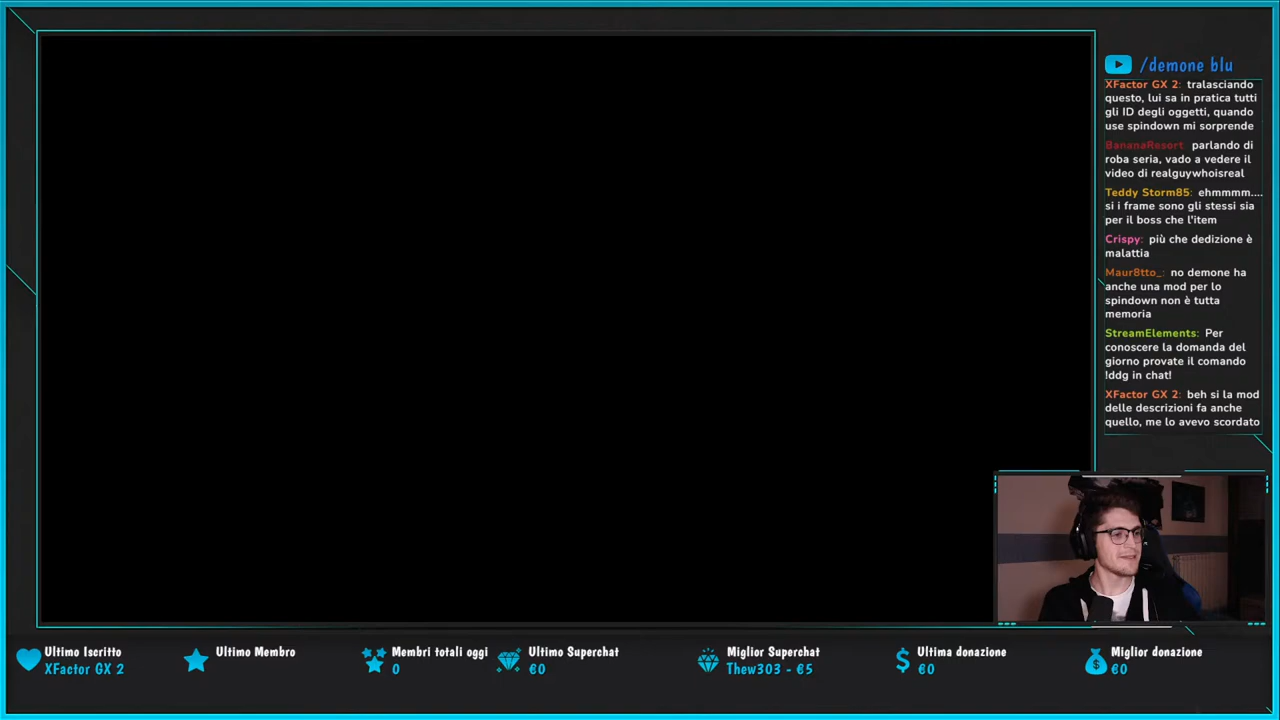 /demone blu
XFactor GX 2: tralasciando
questo, lui sa in pratica tutti
gli ID degli oggetti, quando
use spindown mi sorprende
BananaResort parlando di
roba seria, vado a vedere il
video di realguywhoisreal
Teddy Storm85: ehmmmm....
si i frame sono gli stessi sia
per il boss che l'item
Crispy: più che dedizione è
malattia
Maur8tto_: no demone ha
anche una mod per lo
spindown non è tutta
memoria
StreamElements: Per
conoscere la domanda del
giorno provate il comando
!ddg in chat!
XFactor GX 2: beh si la mod
delle descrizioni fa anche
quello, me lo avevo scordato
Ultimo Iscritto
XFactor GX 2
Ultimo Membro
Membri totali oggi
0
Ultimo Superchat
€0
Miglior Superchat
Thew303 - €5
Ultima donazione
€0
Miglior donazione
€0